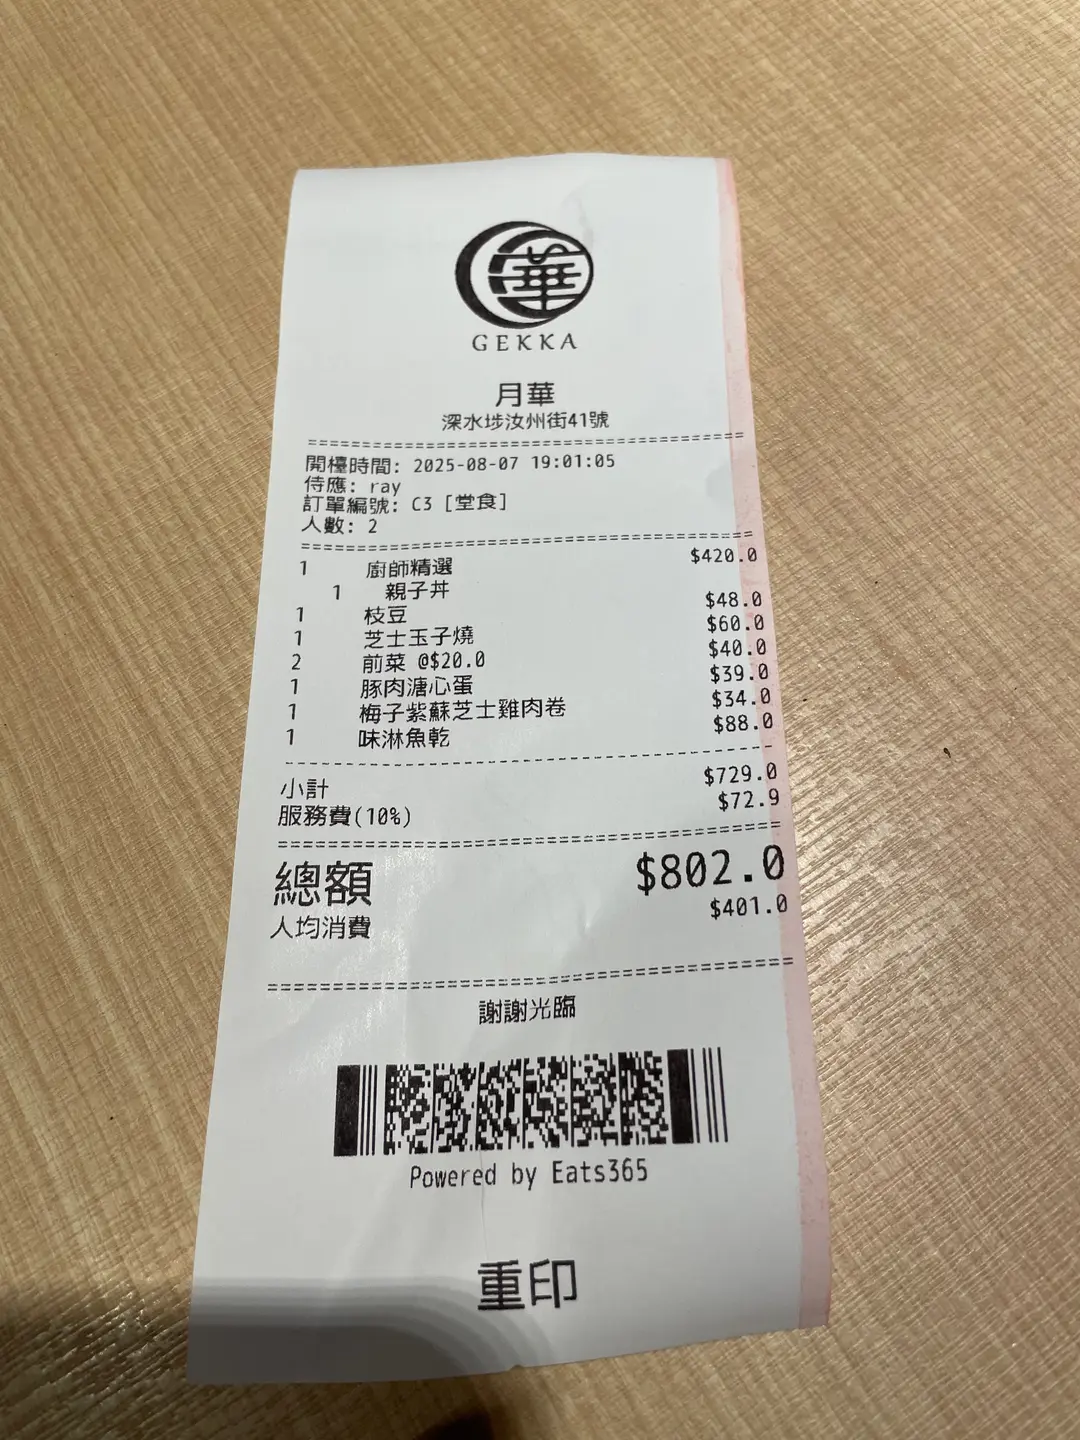 華
GEKKA
月華
深水埗汝州街41號
開檯時間: 2025-08-07 19:01:05
侍應: ray
訂單編號: C3 [堂食]
人數: 2
1 廚師精選 $420.0
1 親子丼
1 枝豆 $48.0
1 芝士玉子燒 $60.0
2 前菜 @$20.0 $40.0
1 豚肉溏心蛋 $39.0
1 梅子紫蘇芝士雞肉卷 $34.0
1 味淋魚乾 $88.0
小計 $729.0
服務費(10%) $72.9
總額 $802.0
人均消費 $401.0
謝謝光臨
Powered by Eats365
重印